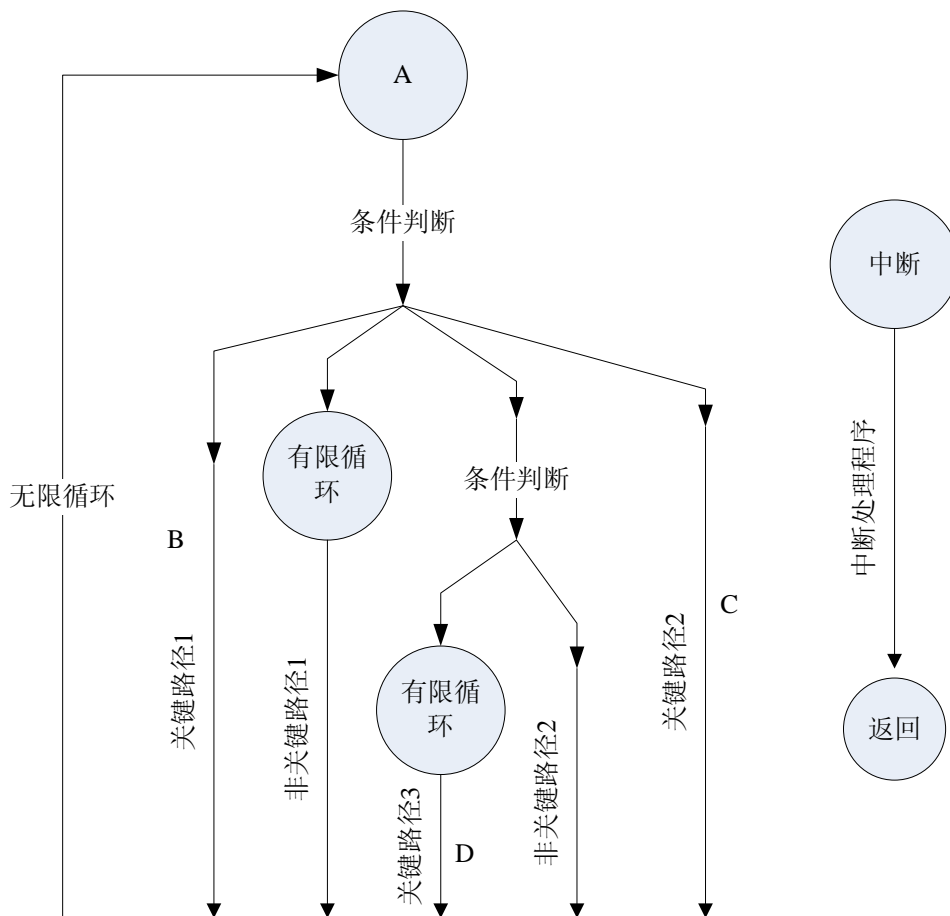 A
条件判断
中断
有限循
环
条件判断
无限循环
B
中断处理程序
C
关键路径1
非关键路径1
关键路径2
有限循
环
返回
非关键路径2
关键路径3
D